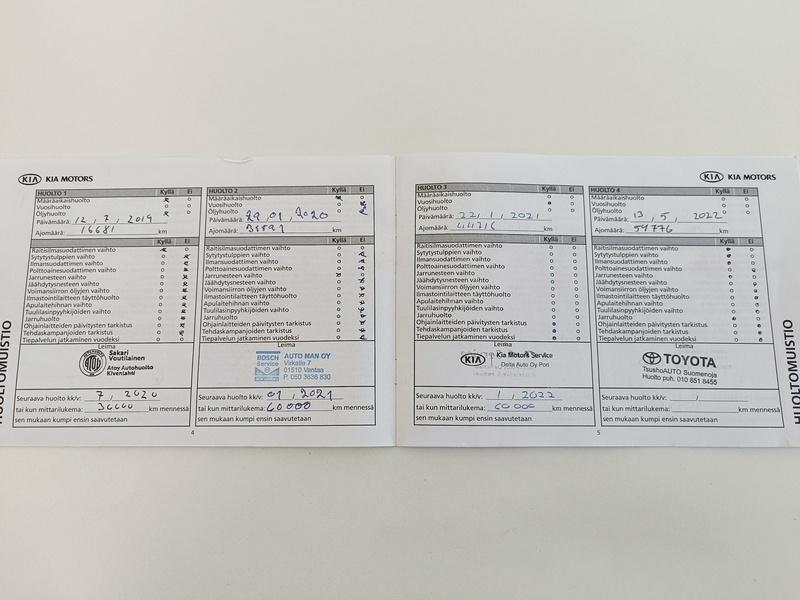 KIA KIA MOTORS
HUOLTO 1 Kyllä Ei
Määräaikaishuolto
Vuosihuolto
Öljyhuolto
Päivämäärä: 12, 7, 2019
Ajomäärä: 16681 km
Kyllä Ei
Raitisilmasuodattimen vaihto
Sytytystulppien vaihto
Ilmansuodattimen vaihto
Polttoainesuodattimen vaihto
Jarrunesteen vaihto
Jäähdytysnesteen vaihto
Voimansiirron öljyjen vaihto
Ilmastointilaitteen täyttöhuolto
Apulaitehihnan vaihto
Tuulilasinpyyhkijöiden vaihto
Jarruhuolto
Ohjainlaitteiden päivitysten tarkistus
Tehdaskampanjoiden tarkistus
Tiepalvelun jatkaminen vuodeksi
Leima
Sakari
Voutilainen
Atoy Autohuolto
Kivenlahti
Seuraava huolto kk/v: 7, 2020
tai kun mittarilukema: 30000 km mennessä
sen mukaan kumpi ensin saavutetaan
HUOLTO 2 Kyllä Ei
Määräaikaishuolto
Vuosihuolto
Öljyhuolto
Päivämäärä: 29, 01, 2020
Ajomäärä: km
Kyllä Ei
Raitisilmasuodattimen vaihto
Sytytystulppien vaihto
Ilmansuodattimen vaihto
Polttoainesuodattimen vaihto
Jarrunesteen vaihto
Jäähdytysnesteen vaihto
Voimansiirron öljyjen vaihto
Ilmastointilaitteen täyttöhuolto
Apulaitehihnan vaihto
Tuulilasinpyyhkijöiden vaihto
Jarruhuolto
Ohjainlaitteiden päivitysten tarkistus
Tehdaskampanjoiden tarkistus
Tiepalvelun jatkaminen vuodeksi
Leima
BOSCH
Service
AUTO MAN OY
Virkatie 7
01510 Vantaa
P. 050 3636 830
Seuraava huolto kk/v: 01, 2021
tai kun mittarilukema: 60000 km mennessä
sen mukaan kumpi ensin saavutetaan
HUOLTOMUISTIO
4
KIA KIA MOTORS
HUOLTO 3 Kyllä Ei
Määräaikaishuolto
Vuosihuolto
Öljyhuolto
Päivämäärä: 22, 1, 2021
Ajomäärä: 44716 km
Kyllä Ei
Raitisilmasuodattimen vaihto
Sytytystulppien vaihto
Ilmansuodattimen vaihto
Polttoainesuodattimen vaihto
Jarrunesteen vaihto
Jäähdytysnesteen vaihto
Voimansiirron öljyjen vaihto
Ilmastointilaitteen täyttöhuolto
Apulaitehihnan vaihto
Tuulilasinpyyhkijöiden vaihto
Jarruhuolto
Ohjainlaitteiden päivitysten tarkistus
Tehdaskampanjoiden tarkistus
Tiepalvelun jatkaminen vuodeksi
Leima
KIA Kia Motors Service
Delta Auto Oy Pori
Seuraava huolto kk/v: 1, 2022
tai kun mittarilukema: 60 000 km mennessä
sen mukaan kumpi ensin saavutetaan
HUOLTO 4 Kyllä Ei
Määräaikaishuolto
Vuosihuolto
Öljyhuolto
Päivämäärä: 13, 5, 2022
Ajomäärä: 59776 km
Kyllä Ei
Raitisilmasuodattimen vaihto
Sytytystulppien vaihto
Ilmansuodattimen vaihto
Polttoainesuodattimen vaihto
Jarrunesteen vaihto
Jäähdytysnesteen vaihto
Voimansiirron öljyjen vaihto
Ilmastointilaitteen täyttöhuolto
Apulaitehihnan vaihto
Tuulilasinpyyhkijöiden vaihto
Jarruhuolto
Ohjainlaitteiden päivitysten tarkistus
Tehdaskampanjoiden tarkistus
Tiepalvelun jatkaminen vuodeksi
Leima
TOYOTA
TsushoAUTO Suomenoja
Huolto puh. 010 851 8455
Seuraava huolto kk/v: ,
tai kun mittarilukema: km mennessä
sen mukaan kumpi ensin saavutetaan
HUOLTOMUISTIO
5